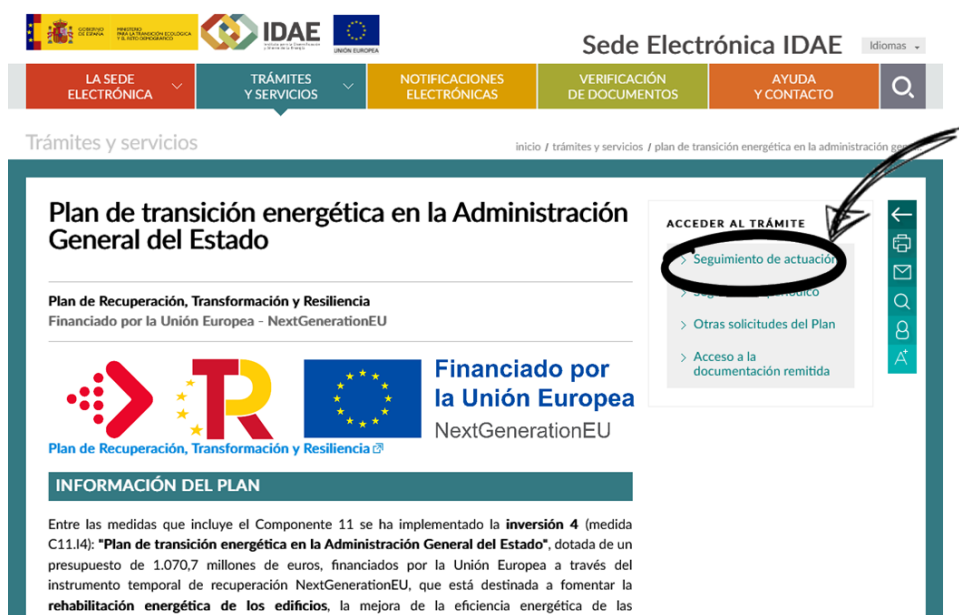 GOBIERNO
DE ESPAÑA
MINISTERIO
PARA LA TRANSICIÓN ECOLÓGICA
Y EL RETO DEMOGRÁFICO
IDAE
UNIÓN EUROPEA
Sede Electrónica IDAE
Idiomas
LA SEDE
ELECTRÓNICA
TRÁMITES
Y SERVICIOS
NOTIFICACIONES
ELECTRÓNICAS
VERIFICACIÓN
DE DOCUMENTOS
AYUDA
Y CONTACTO
Trámites y servicios
inicio / trámites y servicios / plan de transición energética en la administración
Plan de transición energética en la Administración
General del Estado
Plan de Recuperación, Transformación y Resiliencia
Financiado por la Unión Europea - NextGenerationEU
Financiado por
la Unión Europea
NextGenerationEU
Plan de Recuperación, Transformación y Resiliencia
INFORMACIÓN DEL PLAN
Entre las medidas que incluye el Componente 11 se ha implementado la inversión 4 (medida
C11.I4): "Plan de transición energética en la Administración General del Estado", dotada de un
presupuesto de 1.070,7 millones de euros, financiados por la Unión Europea a través del
instrumento temporal de recuperación NextGenerationEU, que está destinada a fomentar la
rehabilitación energética de los edificios, la mejora de la eficiencia energética de las
ACCEDER AL TRÁMITE
> Seguimiento de actuación
> Otras solicitudes del Plan
> Acceso a la
documentación remitida
A+